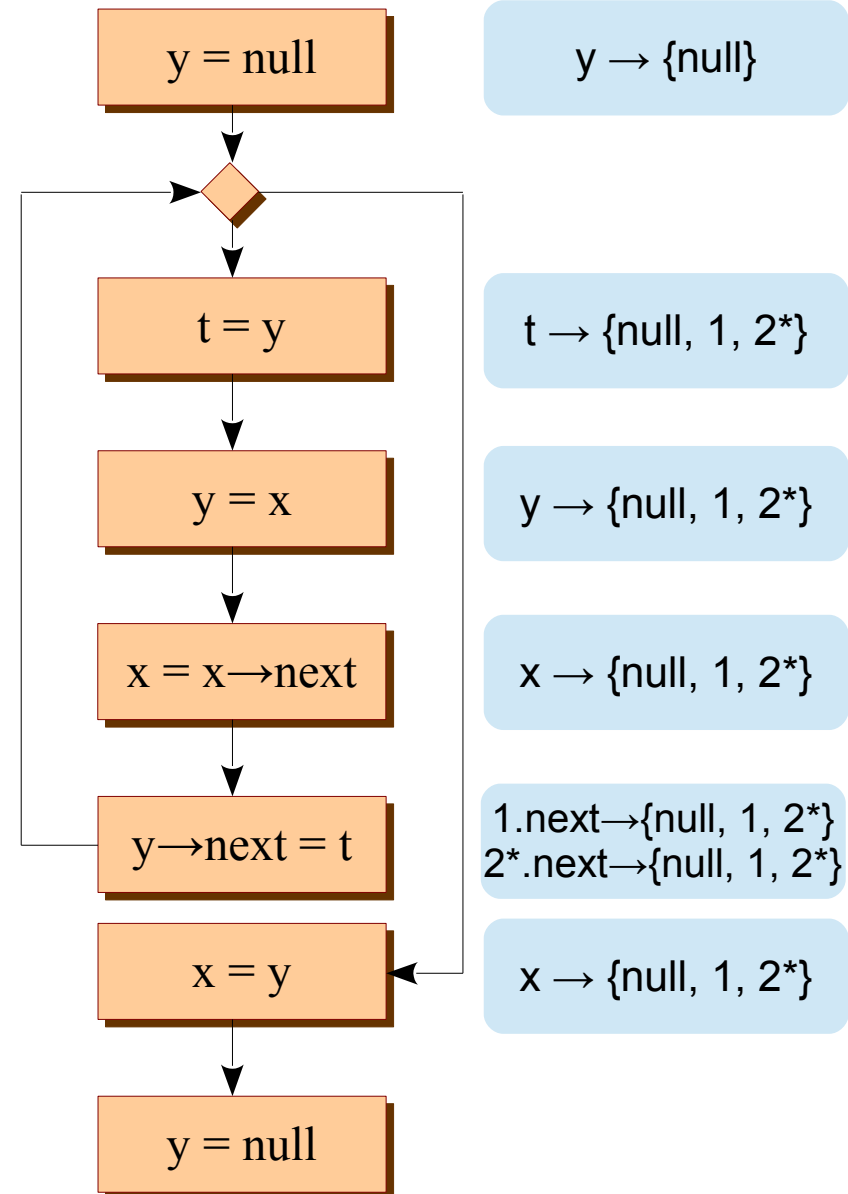 y = null
y → {null}
t = y
t → {null, 1, 2*}
y = x
y → {null, 1, 2*}
x = x→next
x → {null, 1, 2*}
y→next = t
1.next→{null, 1, 2*}
2*.next→{null, 1, 2*}
x = y
x → {null, 1, 2*}
y = null